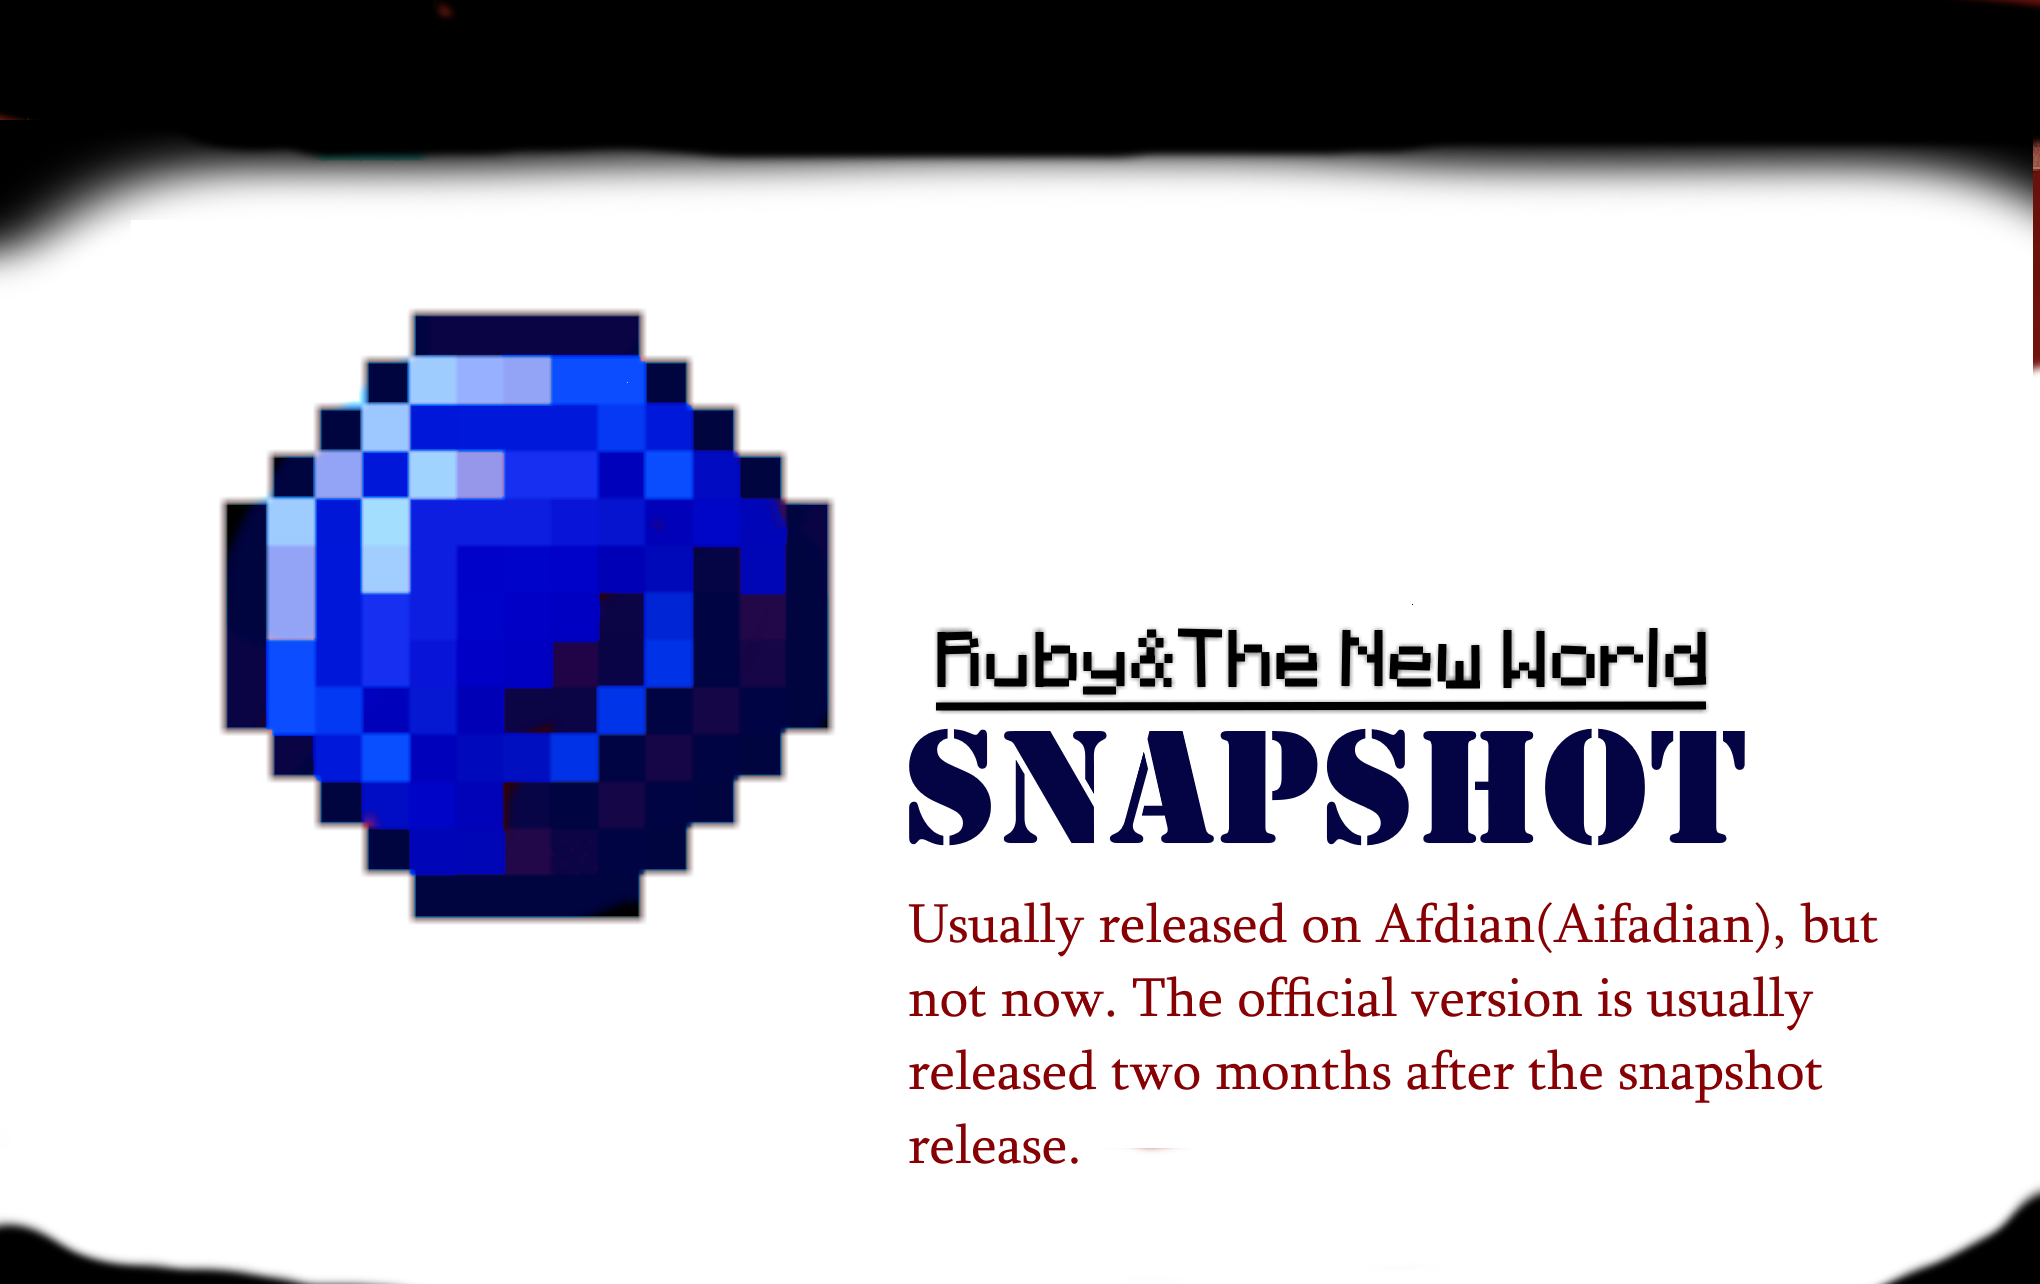 Ruby&The New World
SNAPSHOT
Usually released on Afdian(Aifadian), but
not now. The official version is usually
released two months after the snapshot
release.